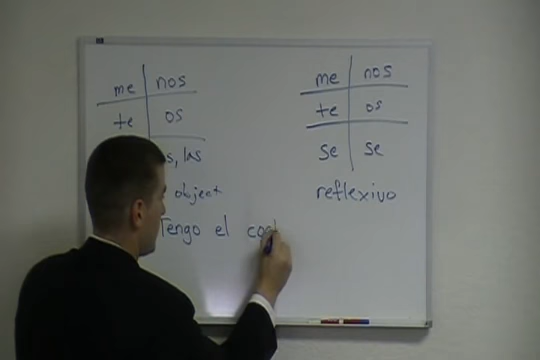 me nos
te os
s, las
object
Tengo el
me nos
te os
se se
reflexivo